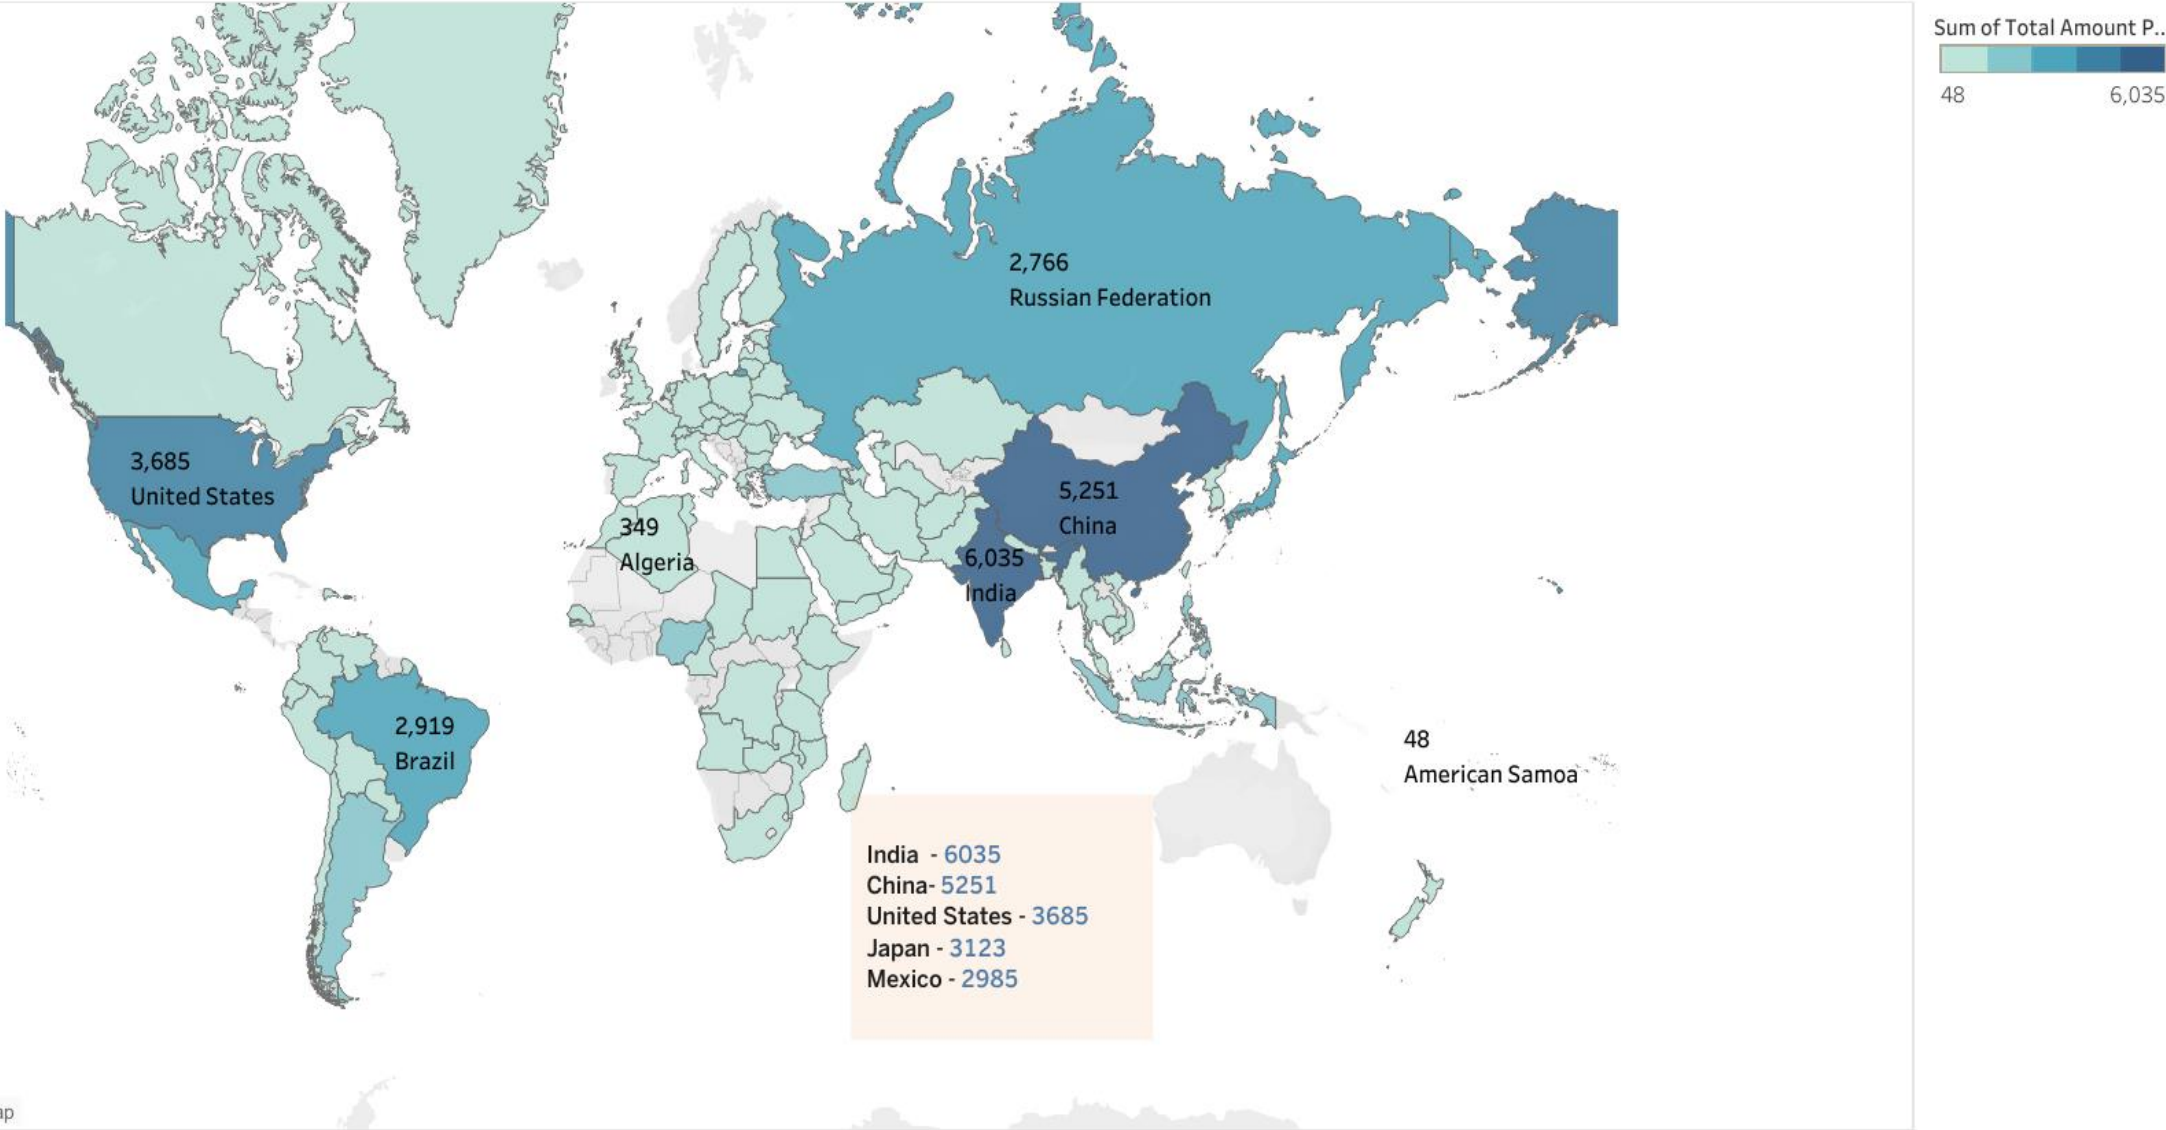 Sum of Total Amount P..
48 6,035
2,766
Russian Federation
3,685
United States
5,251
China
349
Algeria
6,035
India
2,919
Brazil
48
American Samoa
India - 6035
China- 5251
United States - 3685
Japan - 3123
Mexico - 2985
ap